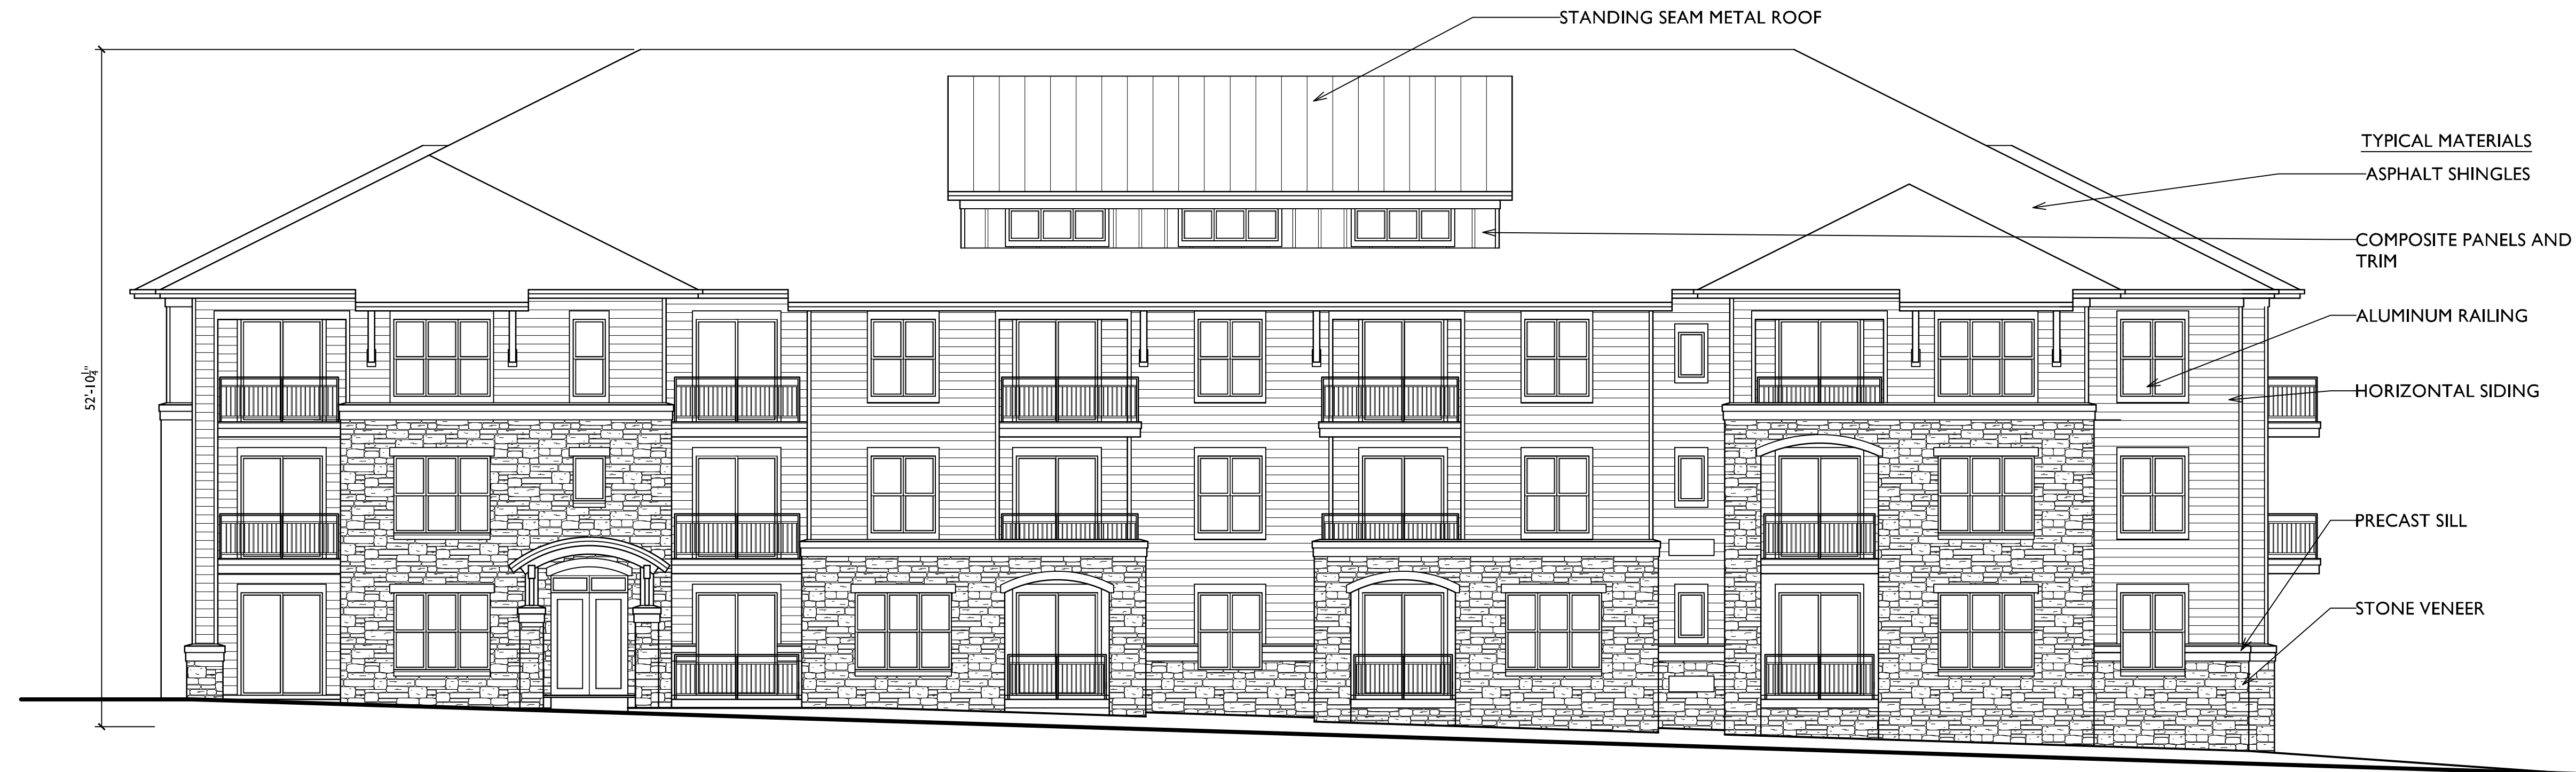 STANDING SEAM METAL ROOF
TYPICAL MATERIALS
ASPHALT SHINGLES
COMPOSITE PANELS AND
TRIM
ALUMINUM RAILING
52'-10¼"
HORIZONTAL SIDING
PRECAST SILL
STONE VENEER